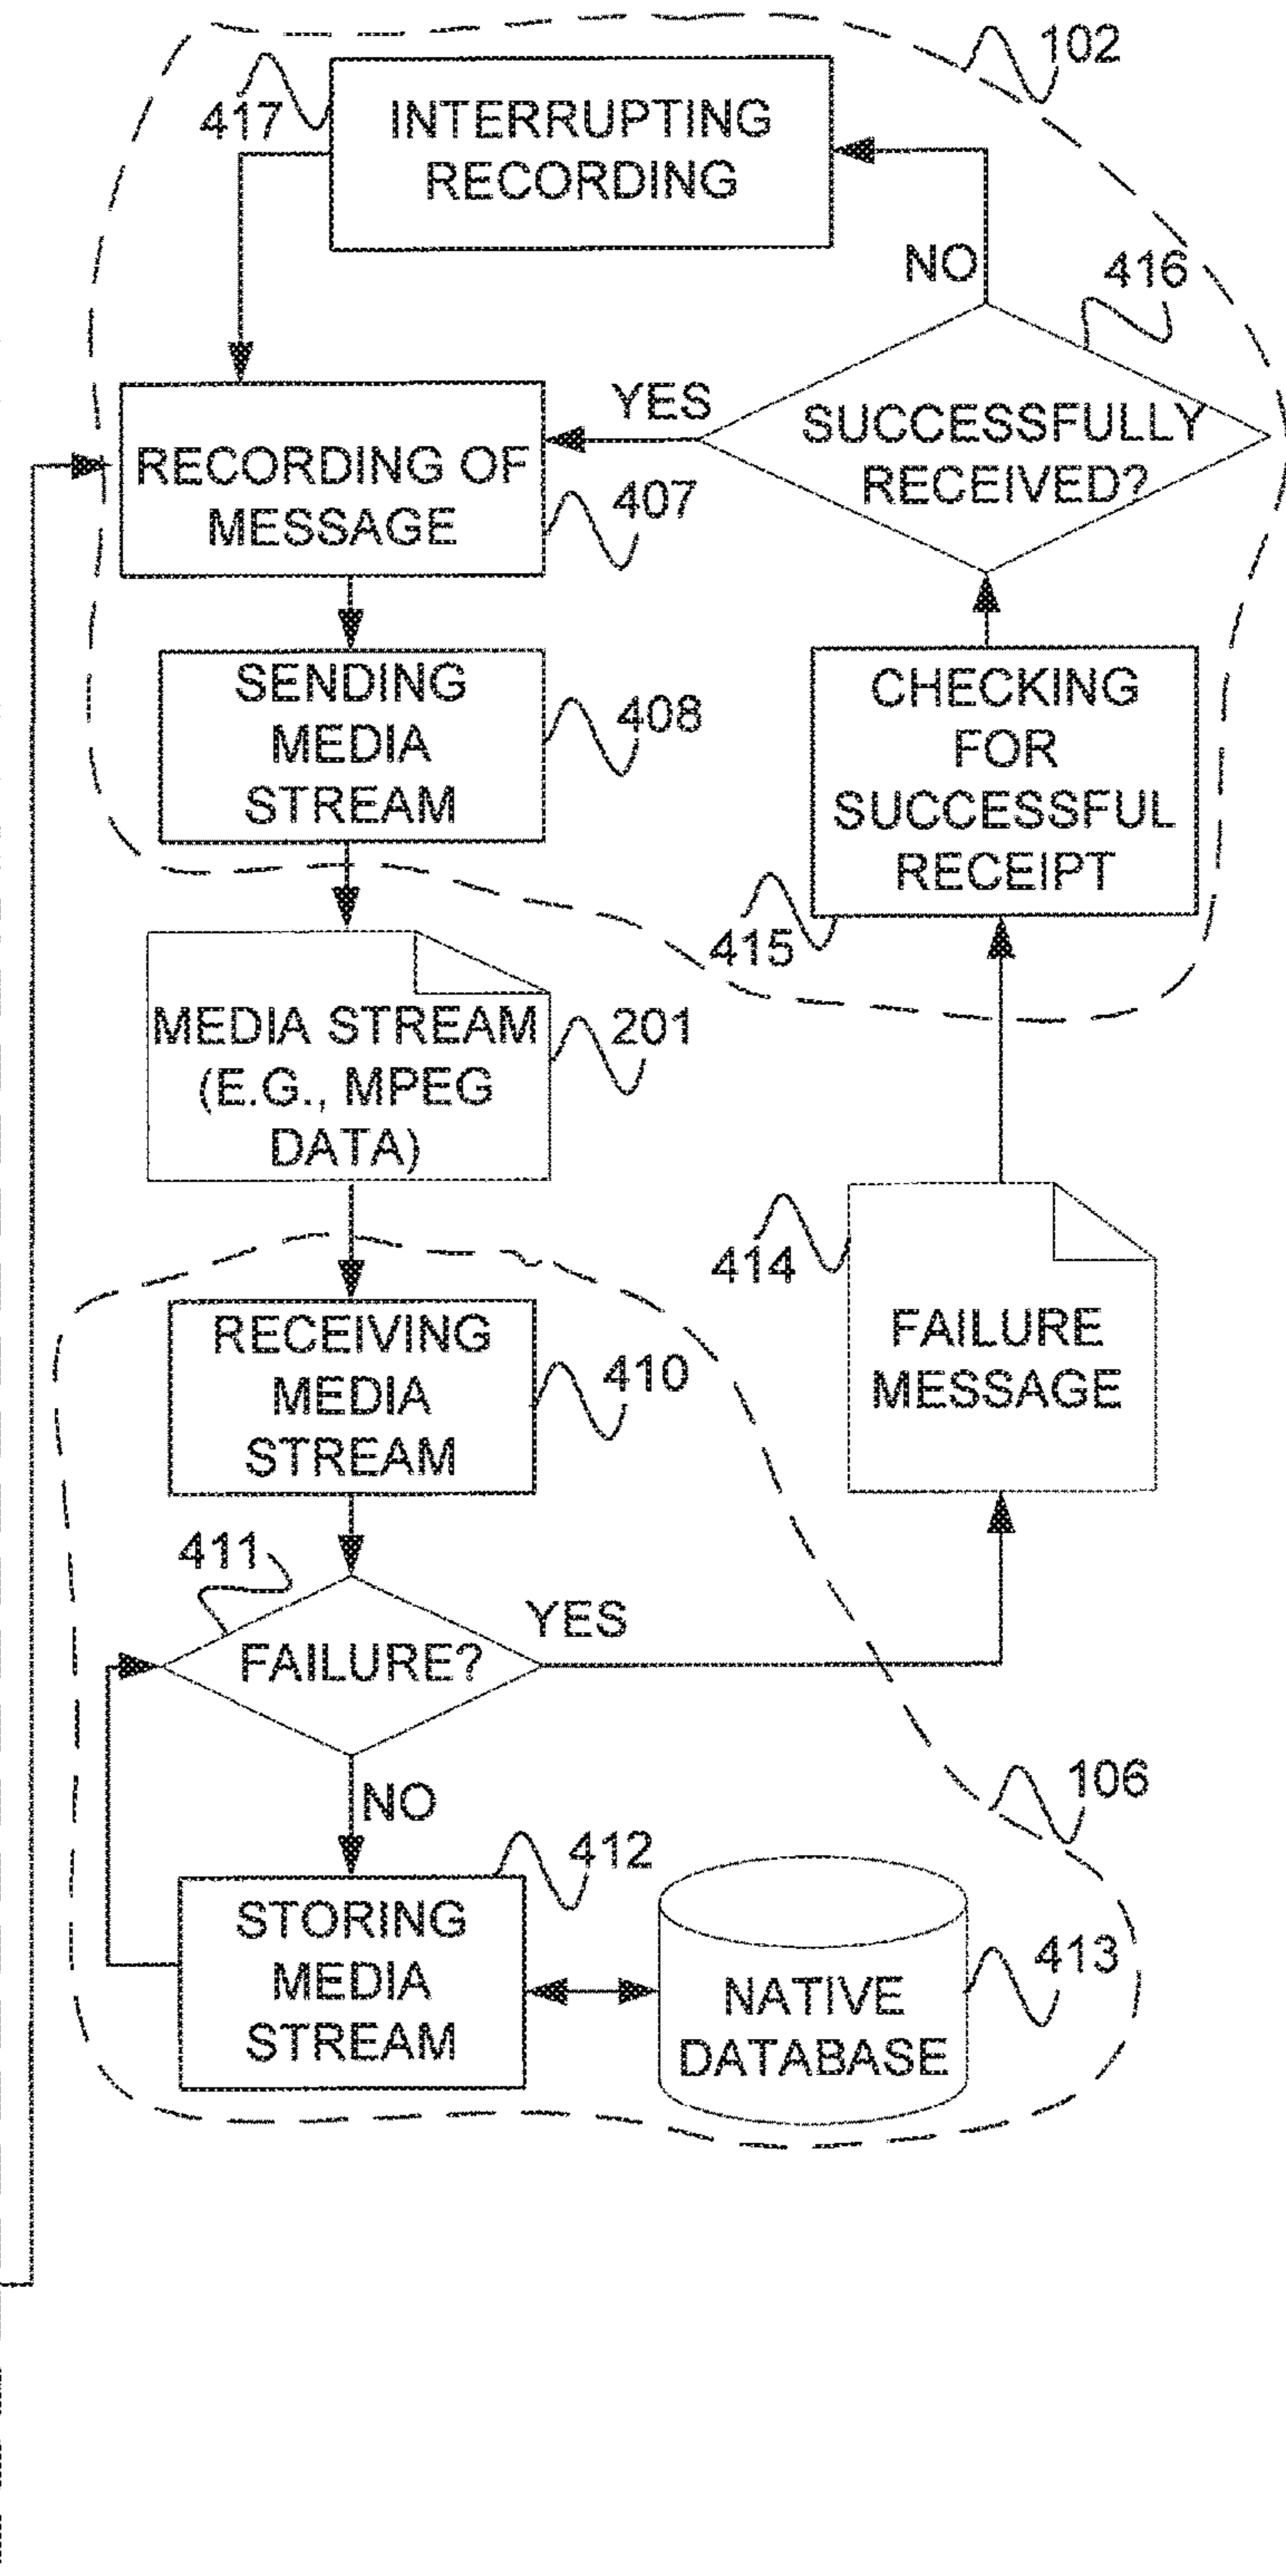 102
417
INTERRUPTING
RECORDING
NO
416
YES
SUCCESSFULLY
RECEIVED?
RECORDING OF
MESSAGE
407
SENDING
MEDIA
STREAM
408
CHECKING
FOR
SUCCESSFUL
RECEIPT
415
MEDIA STREAM
(E.G., MPEG
DATA)
201
414
FAILURE
MESSAGE
RECEIVING
MEDIA
STREAM
410
411
FAILURE?
YES
NO
106
412
STORING
MEDIA
STREAM
NATIVE
DATABASE
413